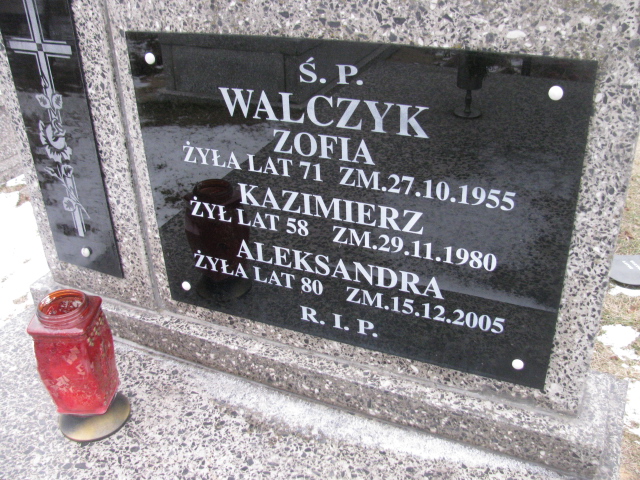 Ś. P.
WALCZYK
ZOFIA
ŻYŁA LAT 71 ZM.27.10.1955
KAZIMIERZ
ŻYŁ LAT 58 ZM.29.11.1980
ALEKSANDRA
ŻYŁA LAT 80 ZM.15.12.2005
R. I. P.